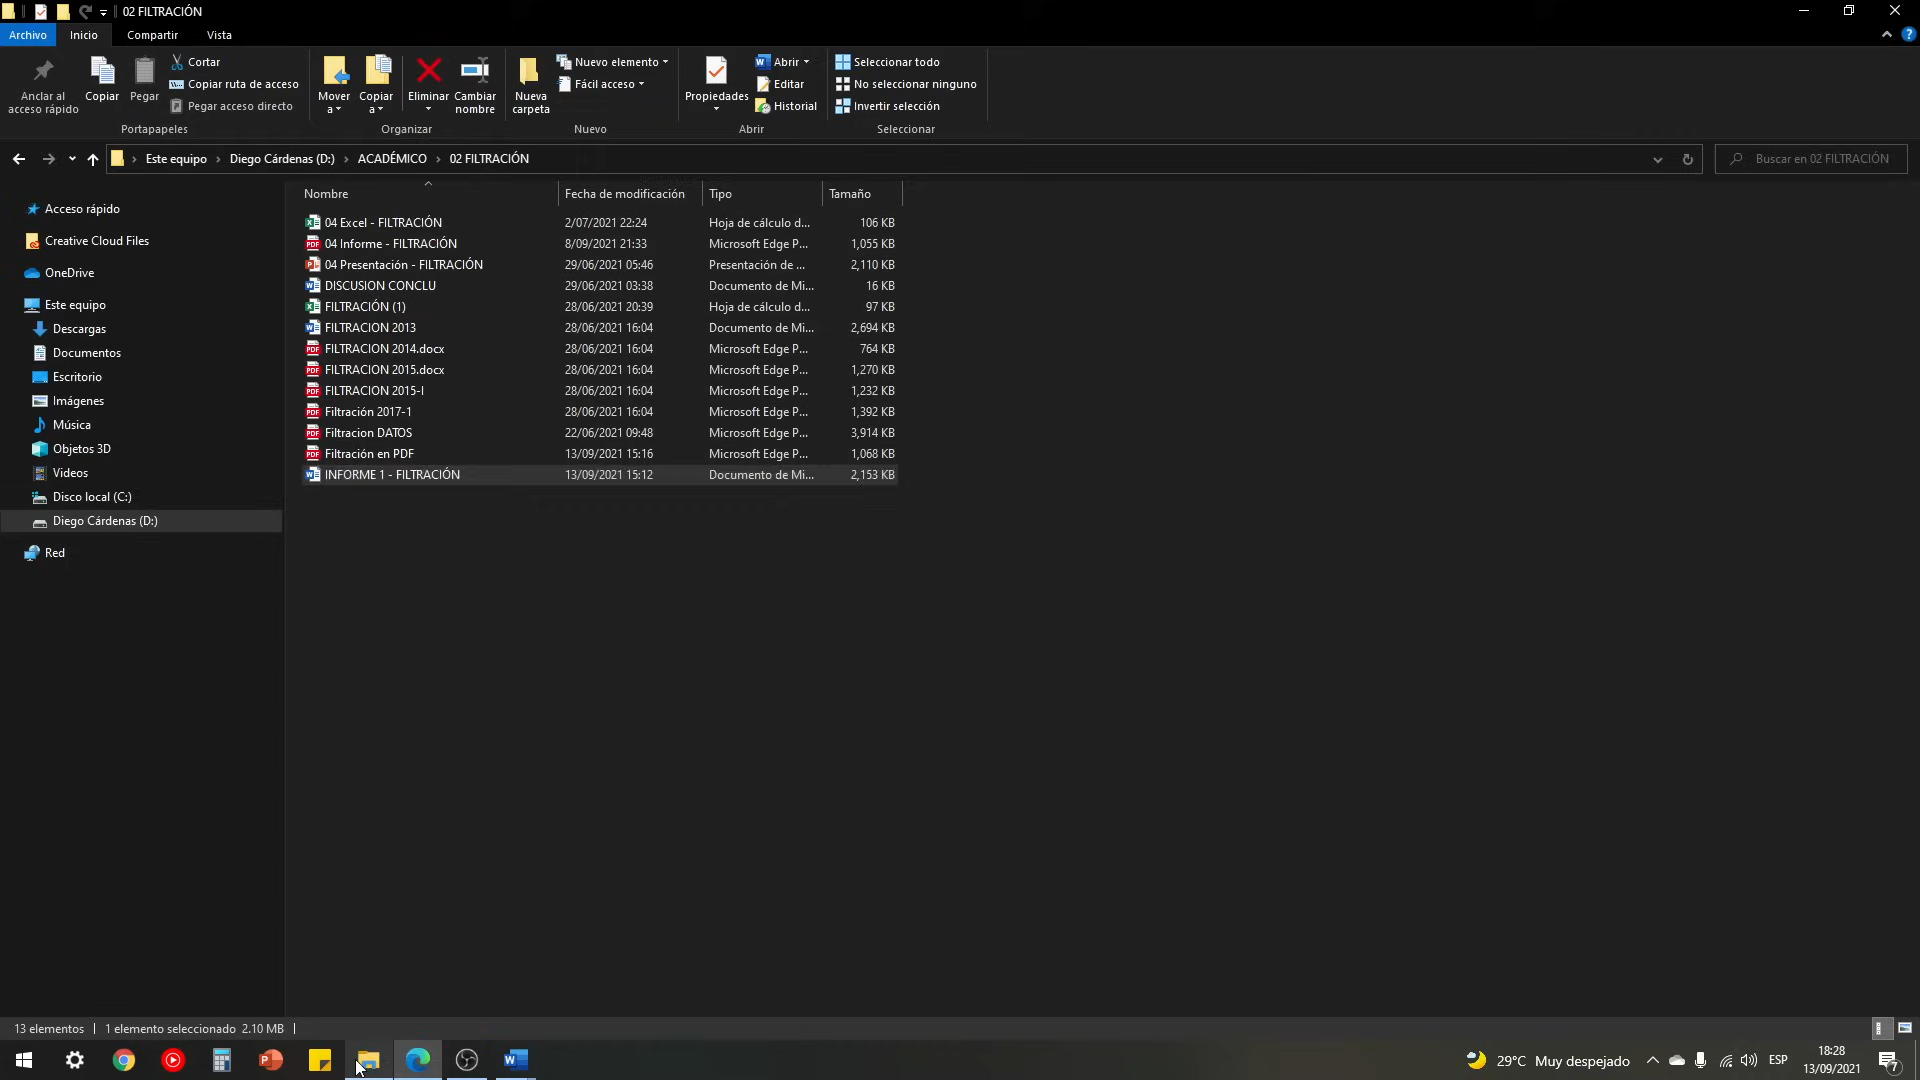 02 FILTRACIÓN
Archivo Inicio Compartir Vista
Anclar al acceso rápido
Copiar
Pegar
Cortar
Copiar ruta de acceso
Pegar acceso directo
Portapapeles
Mover a
Copiar a
Eliminar
Cambiar nombre
Organizar
Nueva carpeta
Nuevo elemento
Fácil acceso
Nuevo
Propiedades
Abrir
Editar
Historial
Abrir
Seleccionar todo
No seleccionar ninguno
Invertir selección
Seleccionar
Este equipo › Diego Cárdenas (D:) › ACADÉMICO › 02 FILTRACIÓN
Buscar en 02 FILTRACIÓN
Acceso rápido
Creative Cloud Files
OneDrive
Este equipo
Descargas
Documentos
Escritorio
Imágenes
Música
Objetos 3D
Videos
Disco local (C:)
Diego Cárdenas (D:)
Red
Nombre Fecha de modificación Tipo Tamaño
04 Excel - FILTRACIÓN 2/07/2021 22:24 Hoja de cálculo d... 106 KB
04 Informe - FILTRACIÓN 8/09/2021 21:33 Microsoft Edge P... 1,055 KB
04 Presentación - FILTRACIÓN 29/06/2021 05:46 Presentación de ... 2,110 KB
DISCUSION CONCLU 29/06/2021 03:38 Documento de Mi... 16 KB
FILTRACIÓN (1) 28/06/2021 20:39 Hoja de cálculo d... 97 KB
FILTRACION 2013 28/06/2021 16:04 Documento de Mi... 2,694 KB
FILTRACION 2014.docx 28/06/2021 16:04 Microsoft Edge P... 764 KB
FILTRACION 2015.docx 28/06/2021 16:04 Microsoft Edge P... 1,270 KB
FILTRACION 2015-I 28/06/2021 16:04 Microsoft Edge P... 1,232 KB
Filtración 2017-1 28/06/2021 16:04 Microsoft Edge P... 1,392 KB
Filtracion DATOS 22/06/2021 09:48 Microsoft Edge P... 3,914 KB
Filtración en PDF 13/09/2021 15:16 Microsoft Edge P... 1,068 KB
INFORME 1 - FILTRACIÓN 13/09/2021 15:12 Documento de Mi... 2,153 KB
13 elementos 1 elemento seleccionado 2.10 MB
29°C Muy despejado ESP 18:28
13/09/2021
7